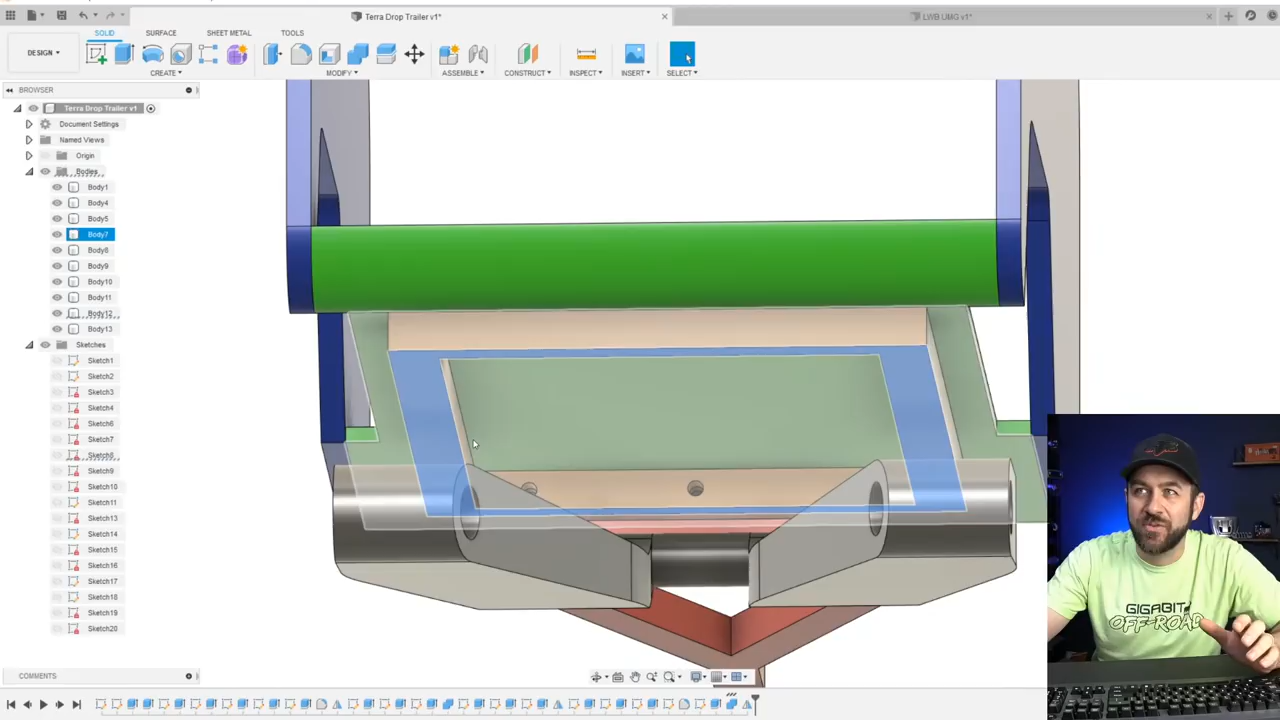 Terra Drop Trailer v1*
LWB UMG v1*
SOLID
SURFACE
SHEET METAL
TOOLS
DESIGN
CREATE
MODIFY
ASSEMBLE
CONSTRUCT
INSPECT
INSERT
SELECT
BROWSER
Terra Drop Trailer v1
Document Settings
Named Views
Origin
Bodies
Body1
Body4
Body5
Body7
Body8
Body9
Body10
Body11
Body12
Body13
Sketches
Sketch1
Sketch2
Sketch3
Sketch4
Sketch6
Sketch7
Sketch8
Sketch9
Sketch10
Sketch11
Sketch13
Sketch14
Sketch15
Sketch16
Sketch17
Sketch18
Sketch19
Sketch20
COMMENTS
GIGABIT
OFF-ROAD